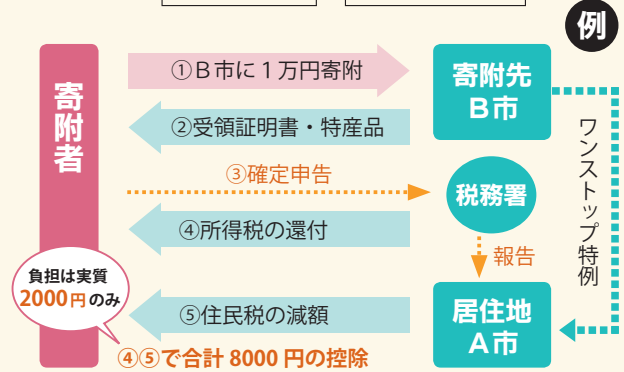 例
寄附者
①Ｂ市に１万円寄附
寄附先
Ｂ市
②受領証明書・特産品
③確定申告
税務署
ワンストップ特例
④所得税の還付
報告
負担は実質
2000円のみ
⑤住民税の減額
居住地
Ａ市
④⑤で合計 8000 円の控除